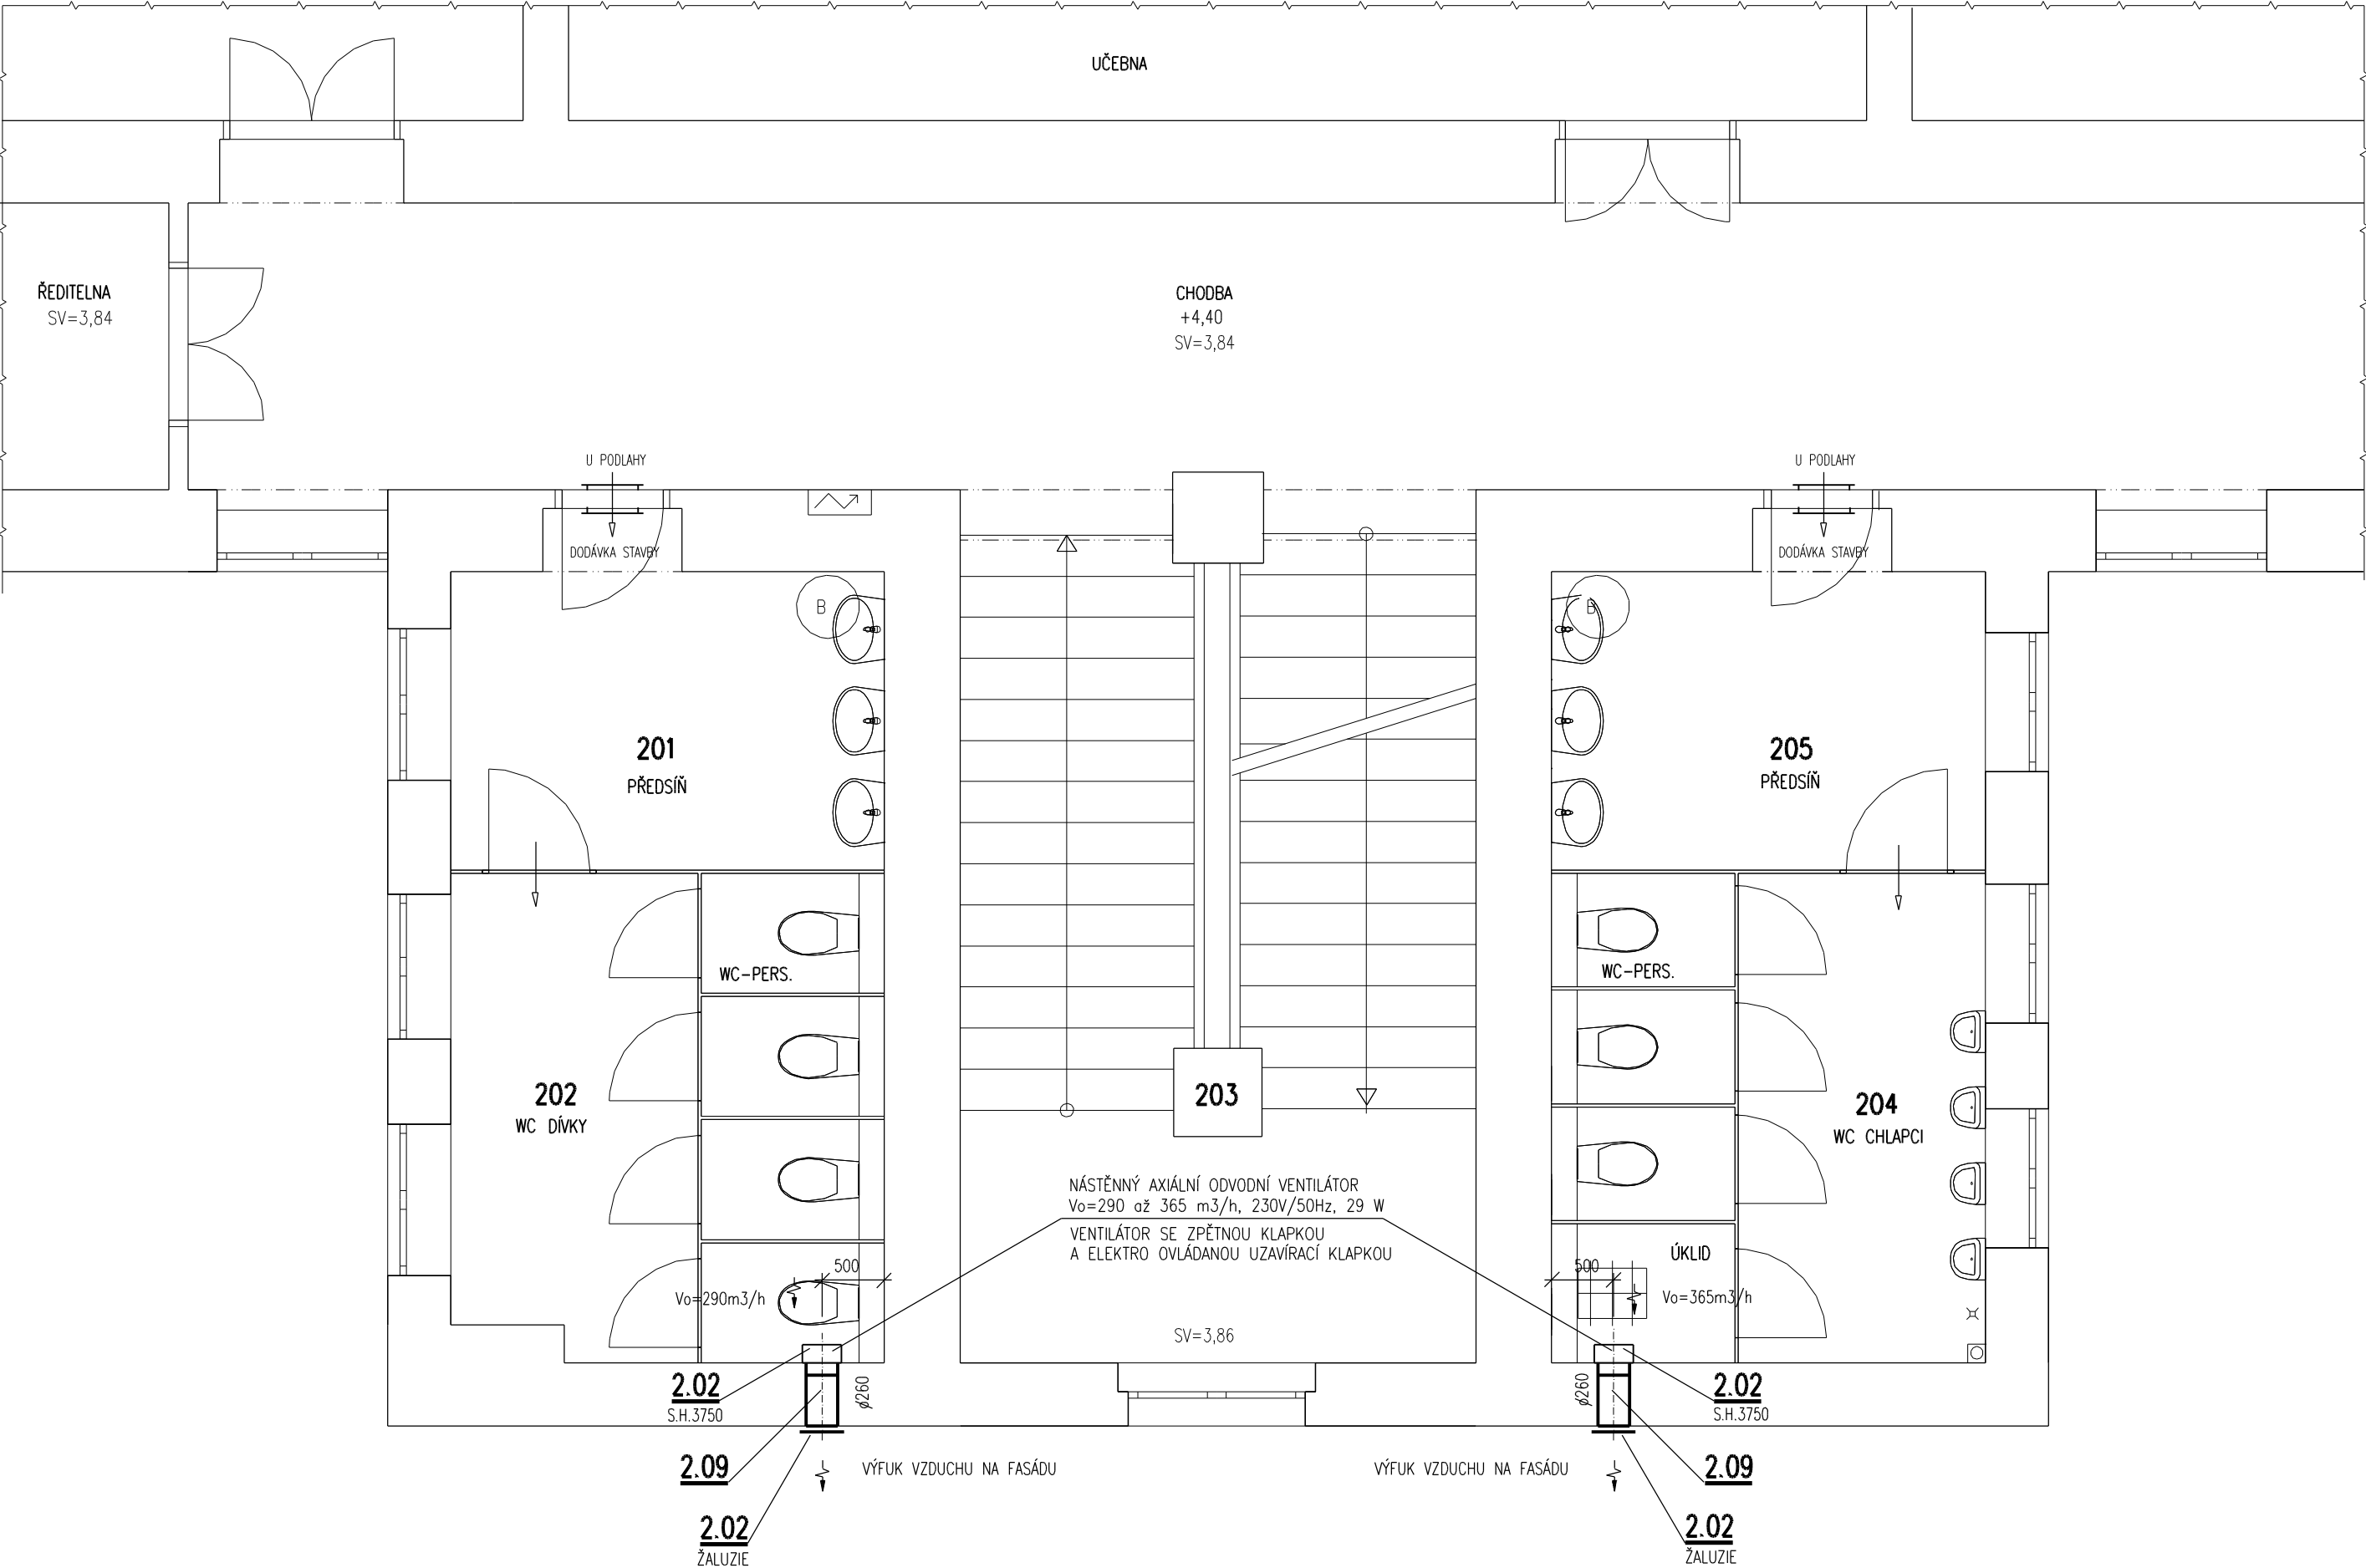 UČEBNA
ŘEDITELNA
SV=3,84
CHODBA
+4,40
SV=3,84
U PODLAHY
DODÁVKA STAVBY
U PODLAHY
DODÁVKA STAVBY
B
B
201
PŘEDSÍŇ
205
PŘEDSÍŇ
WC-PERS.
WC-PERS.
202
WC DÍVKY
203
204
WC CHLAPCI
NÁSTĚNNÝ AXIÁLNÍ ODVODNÍ VENTILÁTOR
Vo=290 až 365 m3/h, 230V/50Hz, 29 W
VENTILÁTOR SE ZPĚTNOU KLAPKOU
A ELEKTRO OVLÁDANOU UZAVÍRACÍ KLAPKOU
500
Vo=290m3/h
500
ÚKLID
Vo=365m3/h
SV=3,86
2.02
S.H.3750
ø260
ø260
2.02
S.H.3750
2.09
VÝFUK VZDUCHU NA FASÁDU
VÝFUK VZDUCHU NA FASÁDU
2.09
2.02
ŽALUZIE
2.02
ŽALUZIE